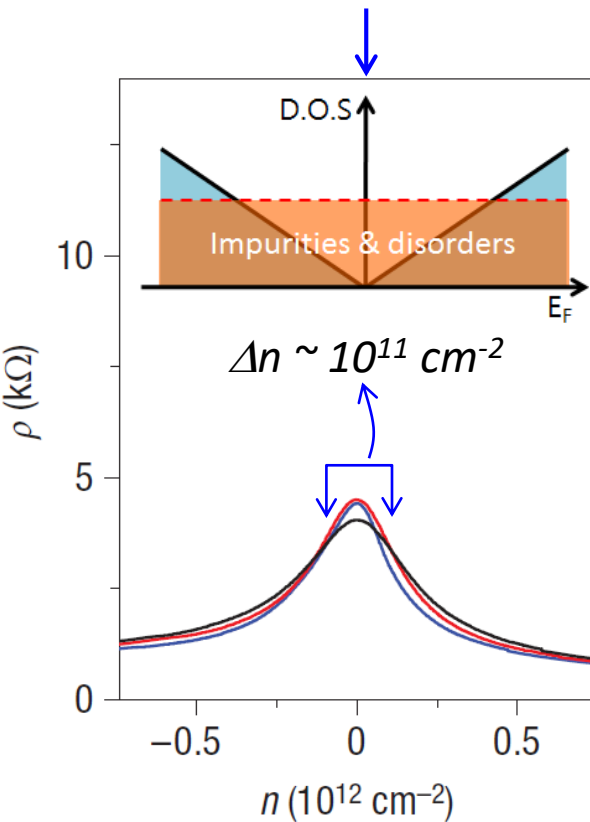 D.O.S
Impurities & disorders
E_F
10
Δn ~ 10¹¹ cm⁻²
ρ (kΩ)
5
0
−0.5 0 0.5
n (10¹² cm⁻²)